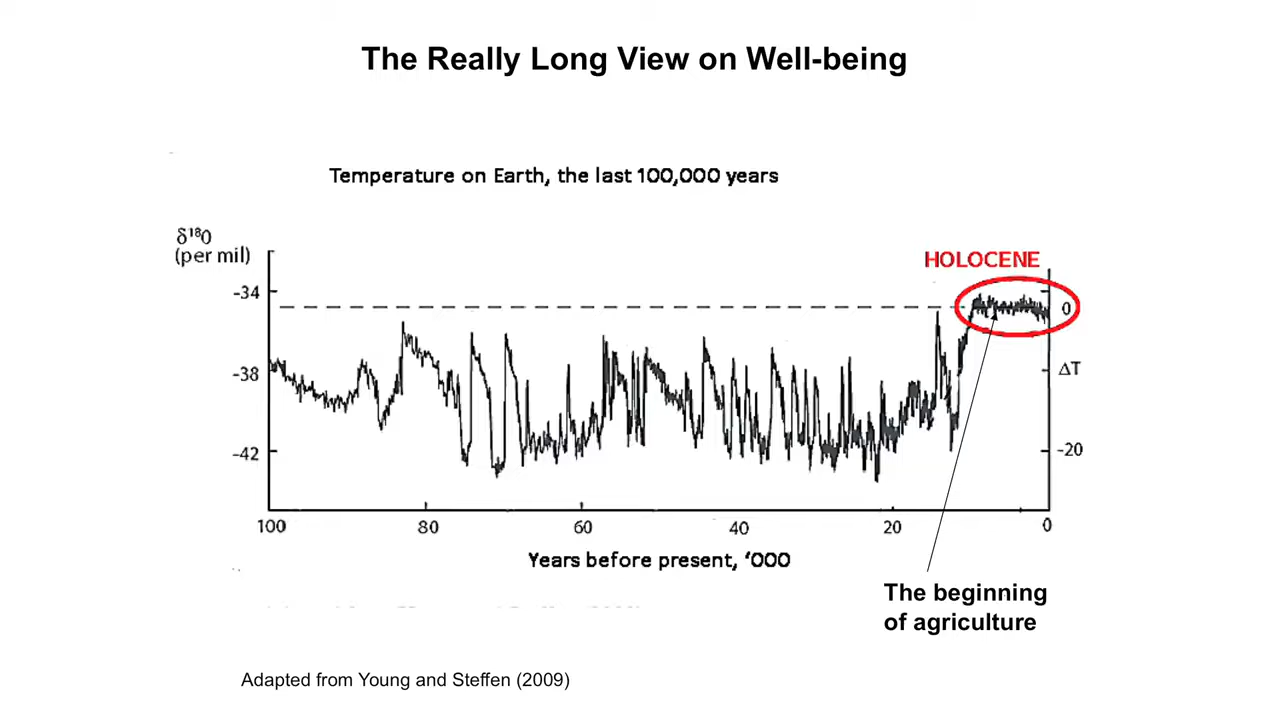 The Really Long View on Well-being
Temperature on Earth, the last 100,000 years
δ¹⁸O
(per mil)
HOLOCENE
-34
0
-38
ΔT
-42
-20
100
80
60
40
20
0
Years before present, ‘000
The beginning
of agriculture
Adapted from Young and Steffen (2009)